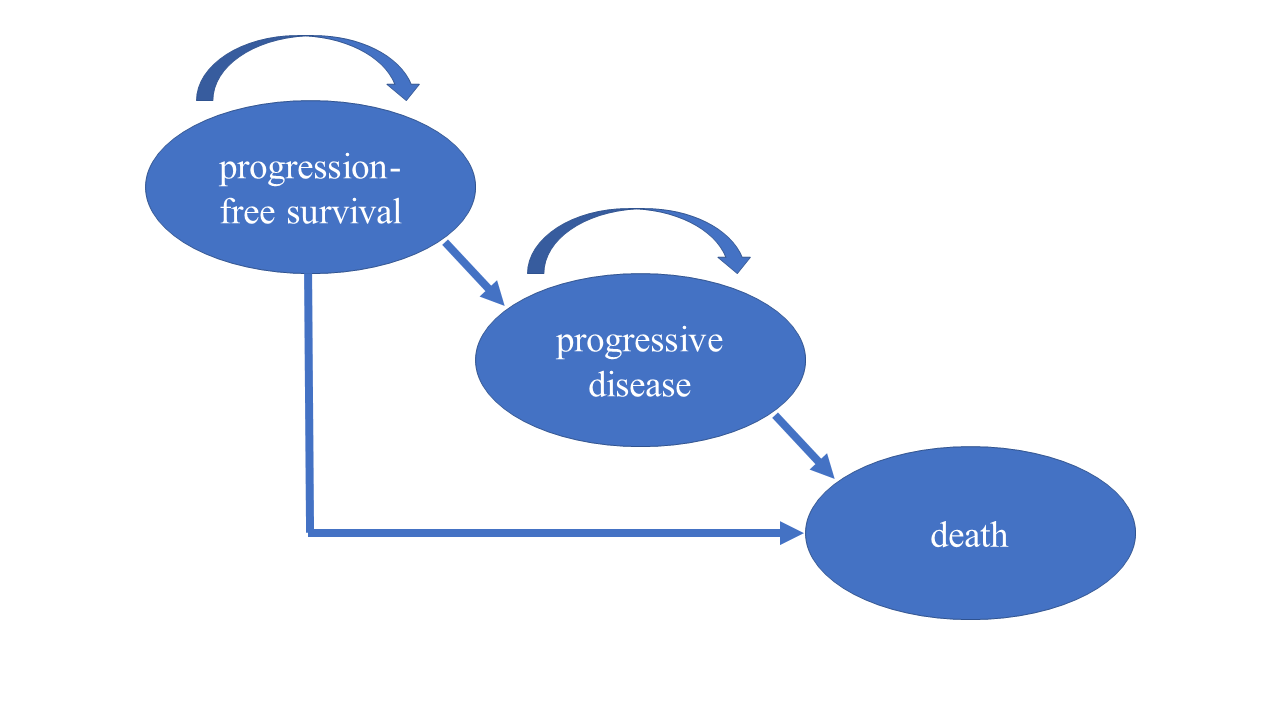 progression-
free survival
progressive
disease
death